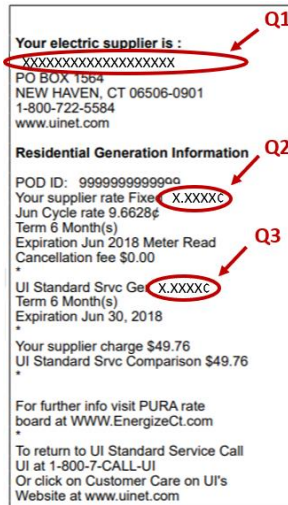 Q1
Your electric supplier is :
XXXXXXXXXXXXXXXXXXX
PO BOX 1564
NEW HAVEN, CT 06506-0901
1-800-722-5584
www.uinet.com
Residential Generation Information
Q2
POD ID: 9999999999999
Your supplier rate Fixed X.XXXXC
Jun Cycle rate 9.6628¢
Term 6 Month(s)
Expiration Jun 2018 Meter Read
Cancellation fee $0.00
*
Q3
UI Standard Srvc Ge X.XXXXC
Term 6 Month(s)
Expiration Jun 30, 2018
*
Your supplier charge $49.76
UI Standard Srvc Comparison $49.76
*
For further info visit PURA rate
board at WWW.EnergizeCt.com
*
To return to UI Standard Service Call
UI at 1-800-7-CALL-UI
Or click on Customer Care on UI's
Website at www.uinet.com